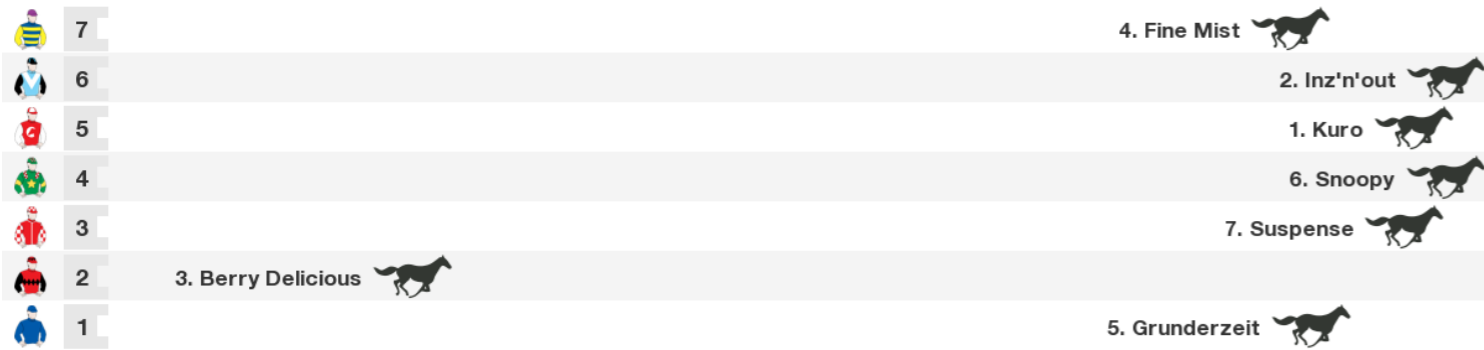 7 4. Fine Mist
6 2. Inz'n'out
5 1. Kuro
4 6. Snoopy
3 7. Suspense
2 3. Berry Delicious
1 5. Grunderzeit